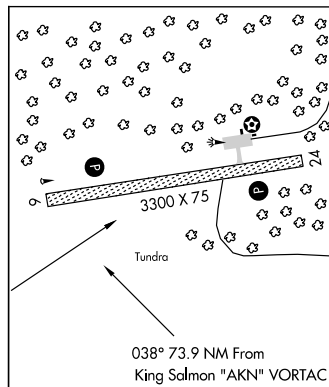 P
24
6
3300 X 75
P
Tundra
038° 73.9 NM From
King Salmon "AKN" VORTAC